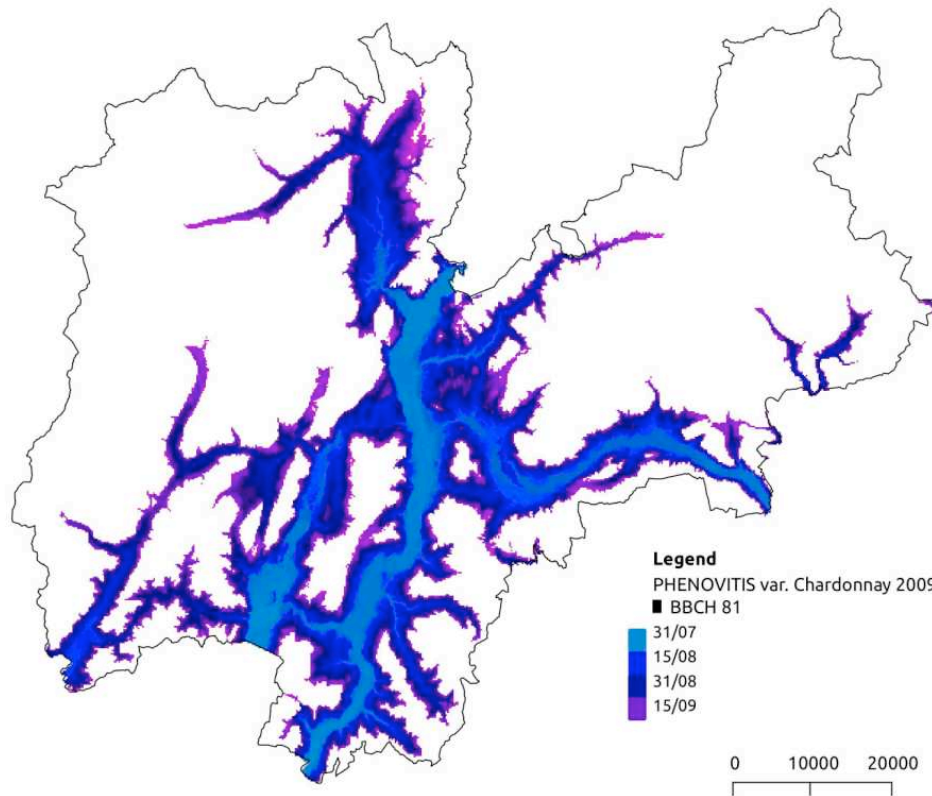 Legend
PHENOVITIS var. Chardonnay 2009
BBCH 81
31/07
15/08
31/08
15/09
0 10000 20000